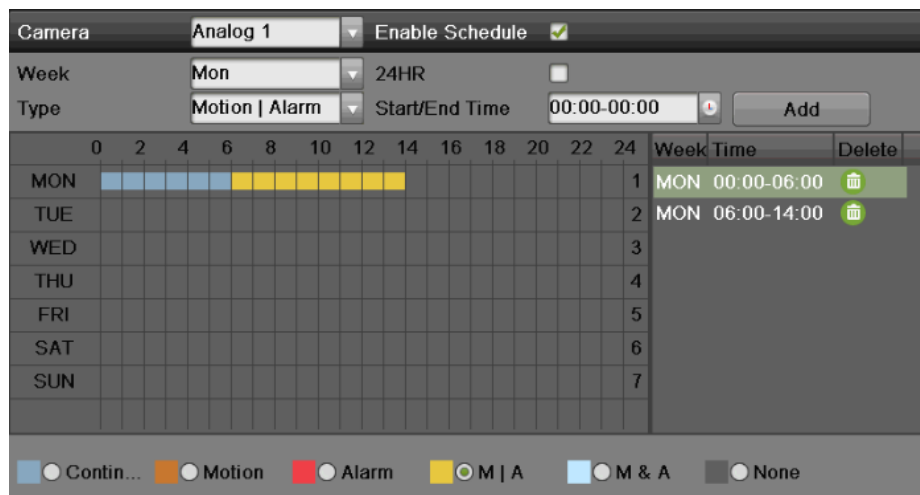 Camera Analog 1 Enable Schedule
Week Mon 24HR
Type Motion | Alarm Start/End Time 00:00-00:00 Add
0 2 4 6 8 10 12 14 16 18 20 22 24 Week Time Delete
MON 1 MON 00:00-06:00
TUE 2 MON 06:00-14:00
WED 3
THU 4
FRI 5
SAT 6
SUN 7
Contin... Motion Alarm M | A M & A None